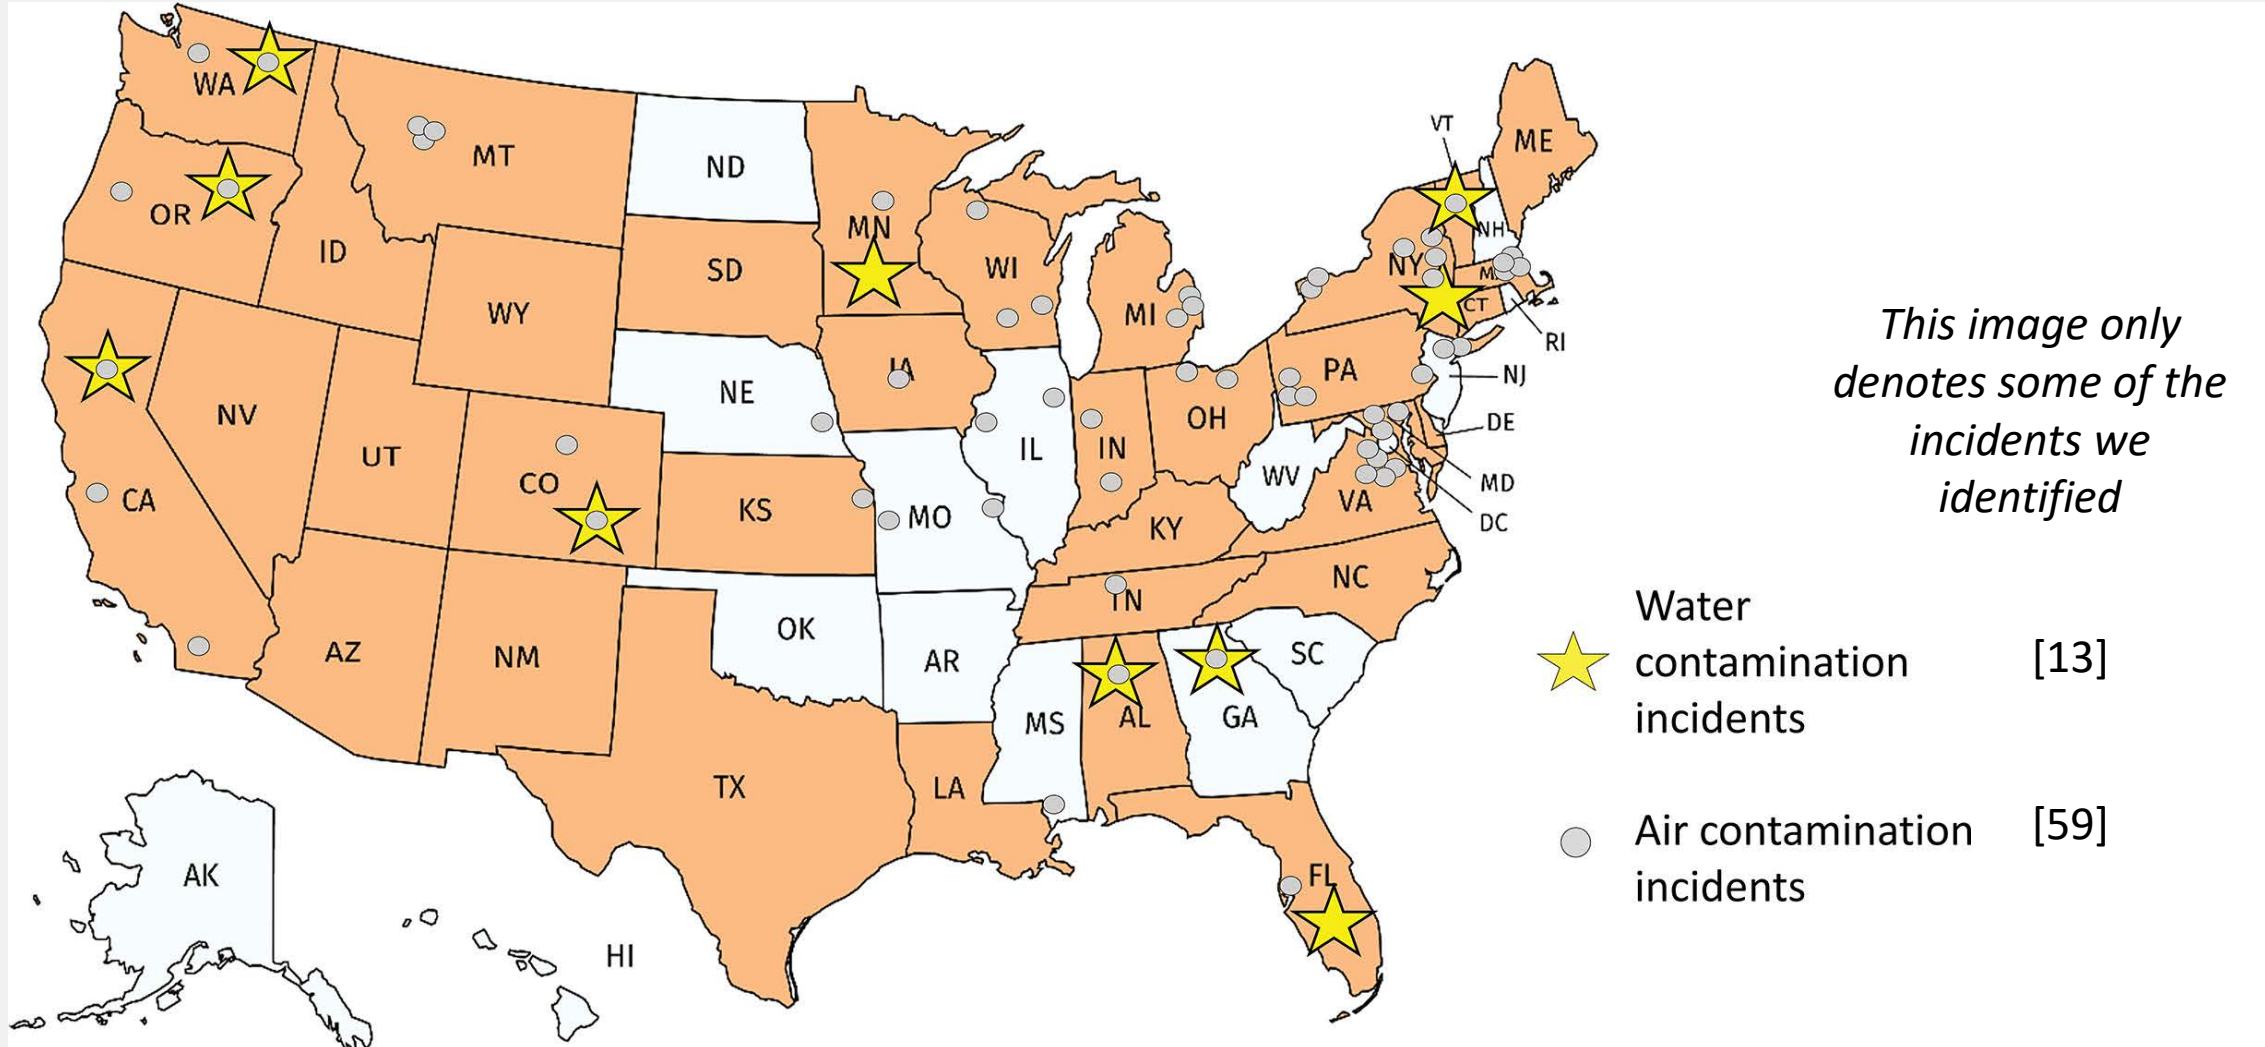 WA
MT
ND
MN
VT
ME
OR
ID
SD
WI
NY
NH
M
WY
MI
CT
RI
NV
NE
IA
PA
NJ
UT
CO
IL
IN
OH
DE
CA
KS
MO
WV
VA
MD
DC
KY
NC
TN
AZ
NM
OK
AR
SC
MS
AL
GA
TX
LA
AK
FL
HI
This image only
denotes some of the
incidents we
identified
Water
contamination [13]
incidents
Air contamination [59]
incidents